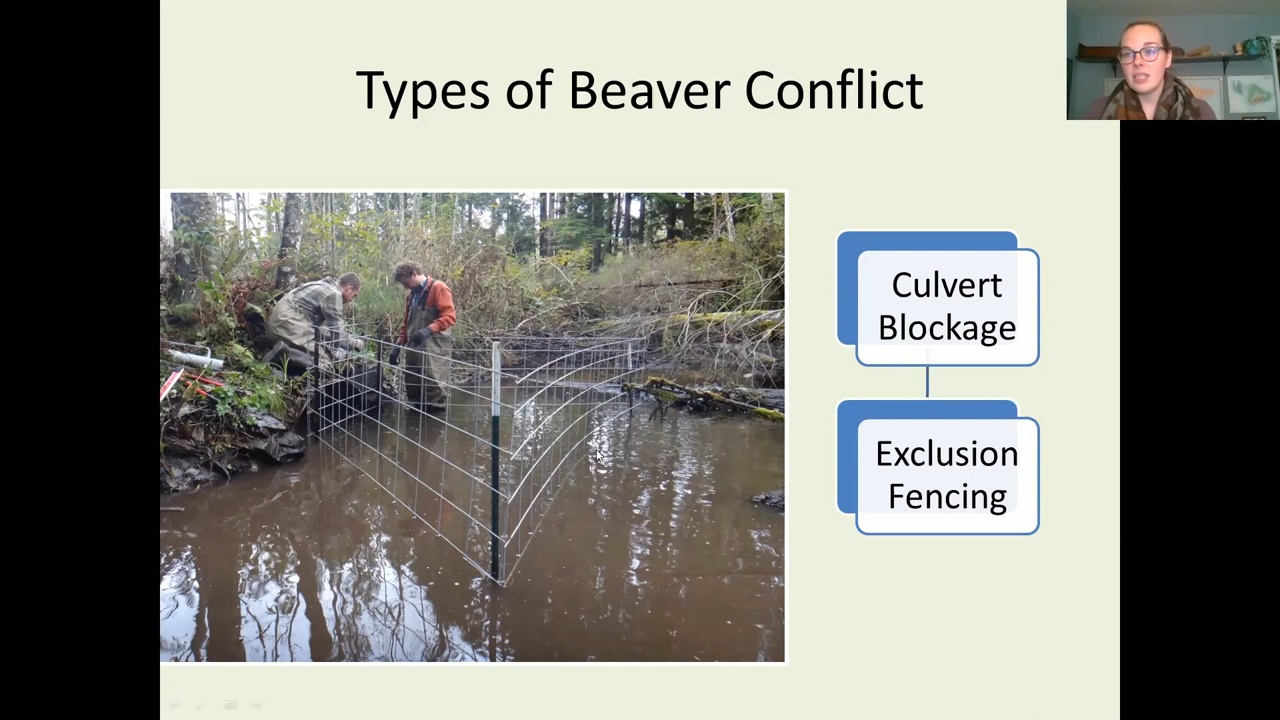 Types of Beaver Conflict
Culvert
Blockage
Exclusion
Fencing